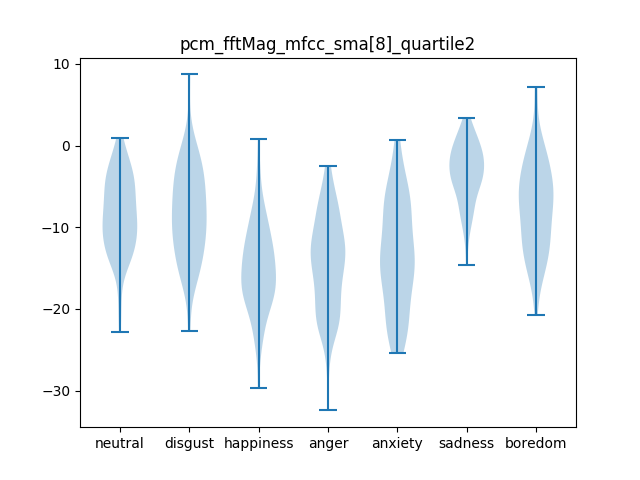 pcm_fftMag_mfcc_sma[8]_quartile2
10
0
−10
−20
−30
neutral disgust happiness anger anxiety sadness boredom